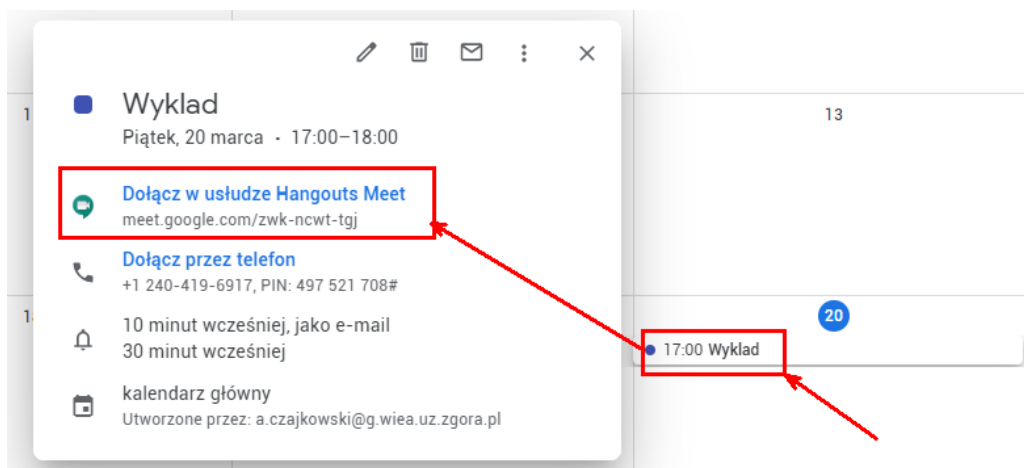 Wyklad
Piątek, 20 marca • 17:00–18:00
Dołącz w usłudze Hangouts Meet
meet.google.com/zwk-ncwt-tgj
Dołącz przez telefon
+1 240-419-6917, PIN: 497 521 708#
10 minut wcześniej, jako e-mail
30 minut wcześniej
kalendarz główny
Utworzone przez: a.czajkowski@g.wiea.uz.zgora.pl
13
20
17:00 Wyklad